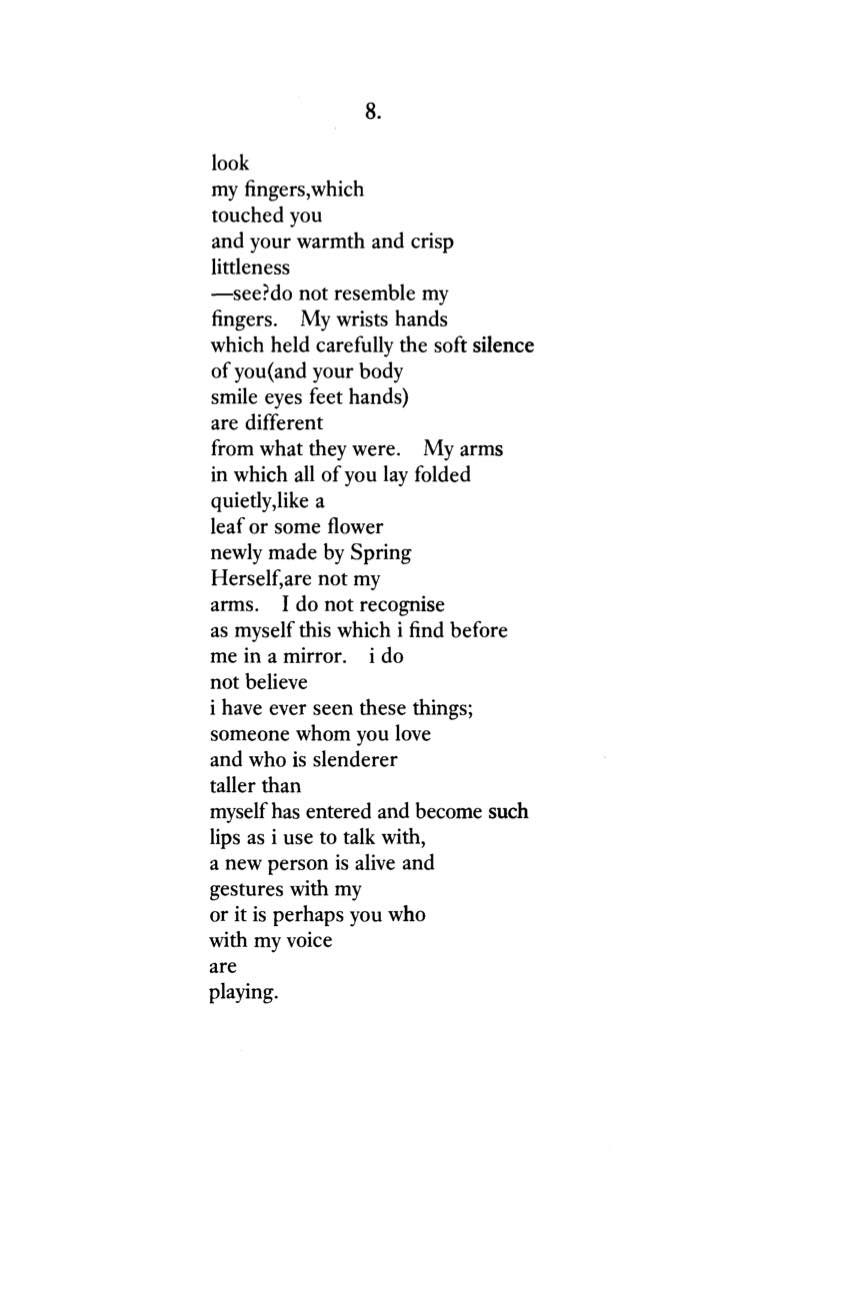 8.
look
my fingers,which
touched you
and your warmth and crisp
littleness
—see?do not resemble my
fingers.   My wrists hands
which held carefully the soft silence
of you(and your body
smile eyes feet hands)
are different
from what they were.   My arms
in which all of you lay folded
quietly,like a
leaf or some flower
newly made by Spring
Herself,are not my
arms.   I do not recognise
as myself this which i find before
me in a mirror.   i do
not believe
i have ever seen these things;
someone whom you love
and who is slenderer
taller than
myself has entered and become such
lips as i use to talk with,
a new person is alive and
gestures with my
or it is perhaps you who
with my voice
are
playing.